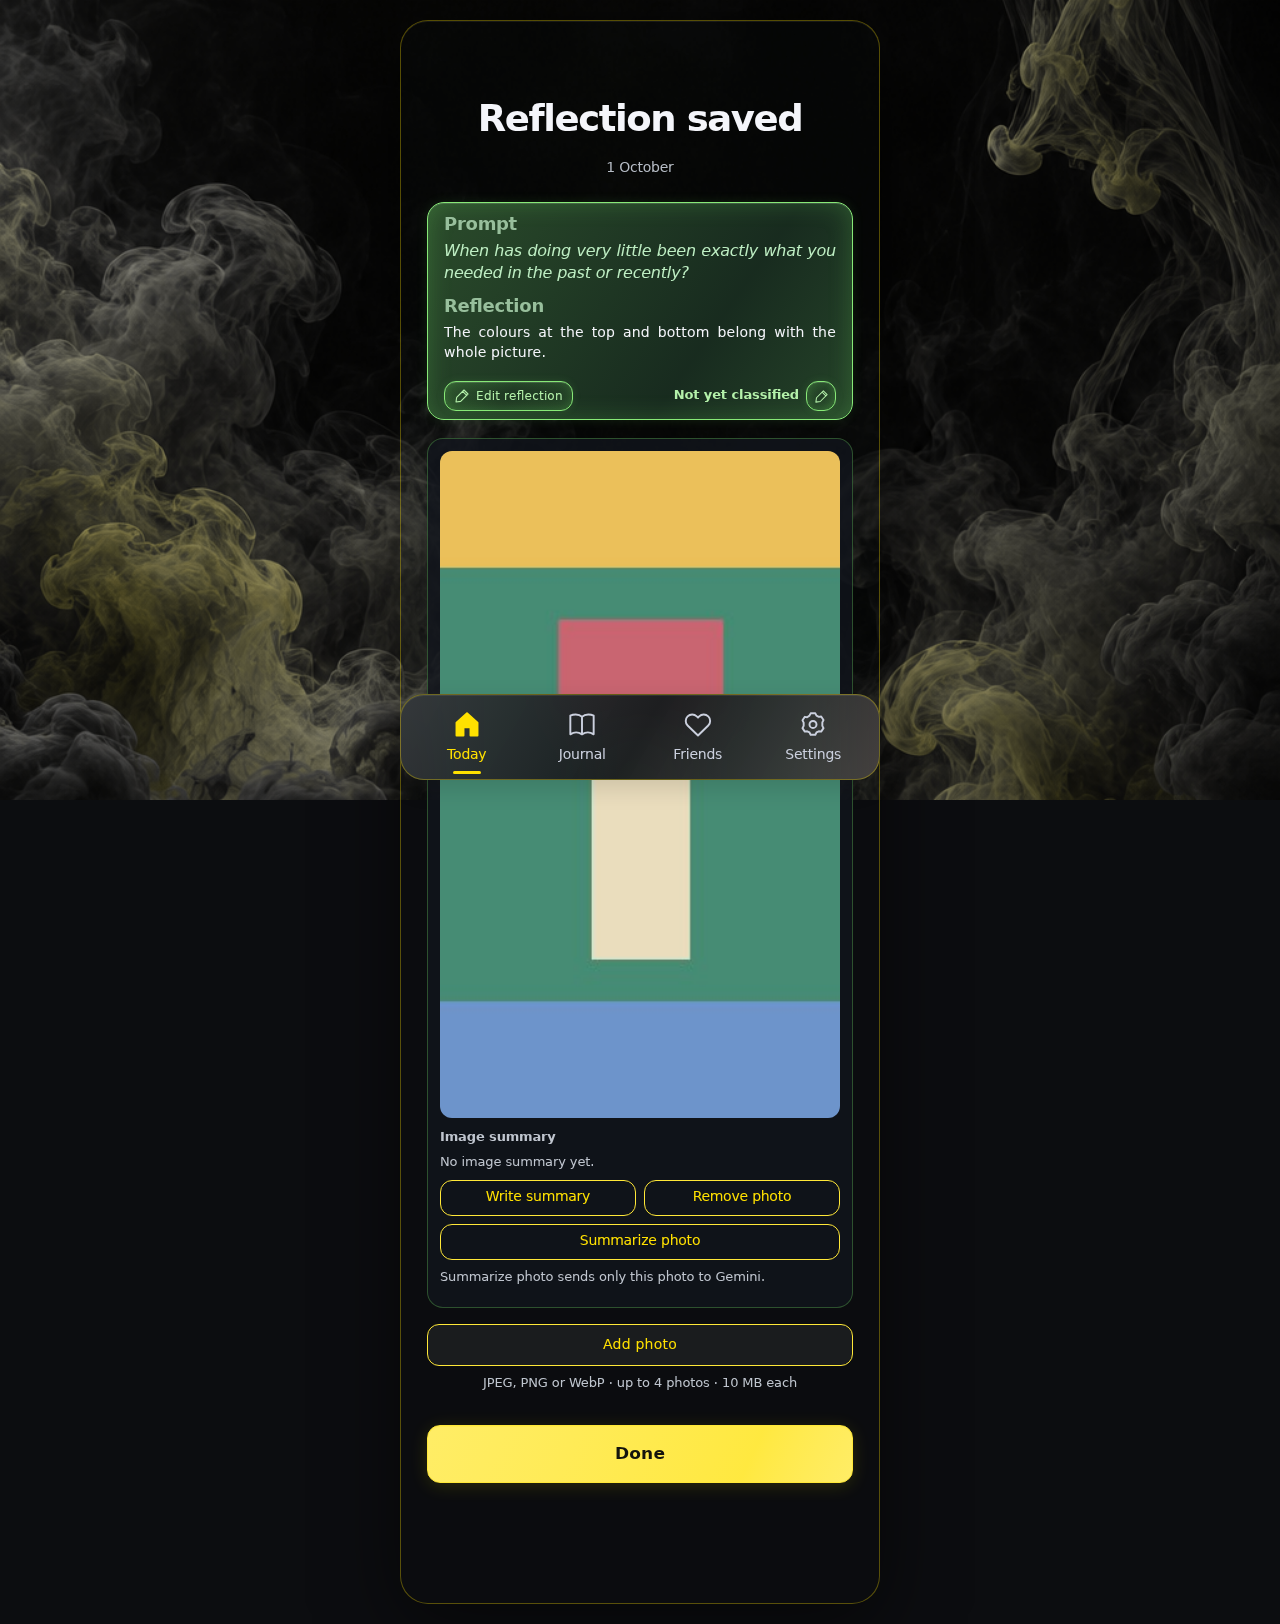 Reflection saved
1 October
Prompt
When has doing very little been exactly what you
needed in the past or recently?
Reflection
The colours at the top and bottom belong with the
whole picture.
Edit reflection
Not yet classified
Today
Journal
Friends
Settings
Image summary
No image summary yet.
Write summary
Remove photo
Summarize photo
Summarize photo sends only this photo to Gemini.
Add photo
JPEG, PNG or WebP · up to 4 photos · 10 MB each
Done